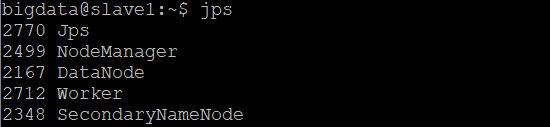 bigdata@slave1:~$ jps
2770 Jps
2499 NodeManager
2167 DataNode
2712 Worker
2348 SecondaryNameNode